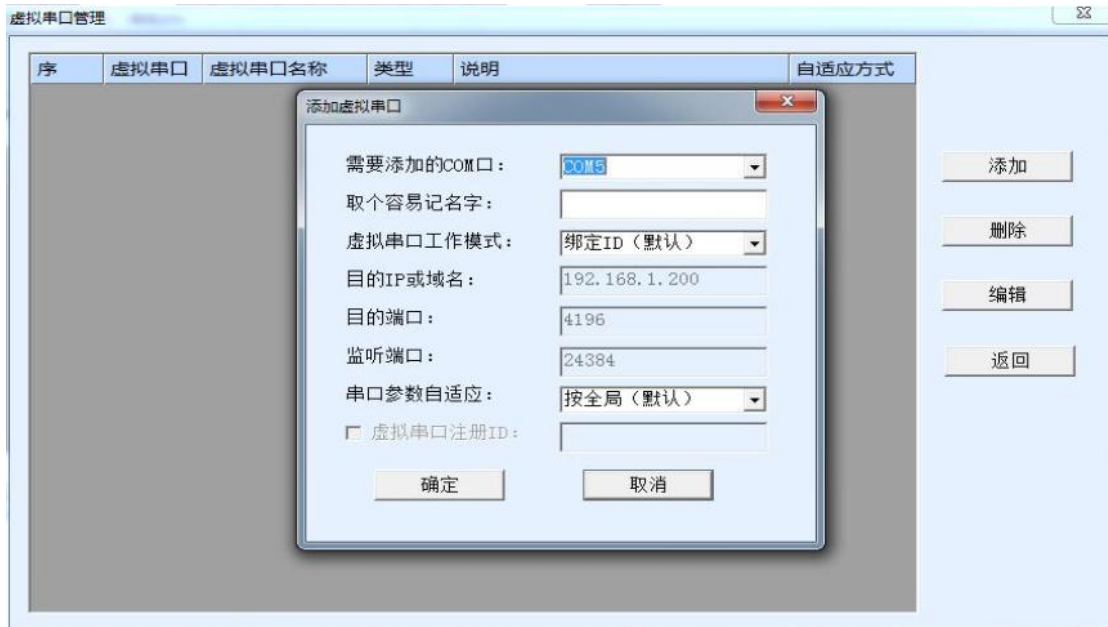 虚拟串口管理
序 虚拟串口 虚拟串口名称 类型 说明 自适应方式
添加虚拟串口
需要添加的COM口： COM5
取个容易记名字：
虚拟串口工作模式： 绑定ID（默认）
目的IP或域名： 192.168.1.200
目的端口： 4196
监听端口： 24384
串口参数自适应： 按全局（默认）
虚拟串口注册ID：
确定 取消
添加
删除
编辑
返回